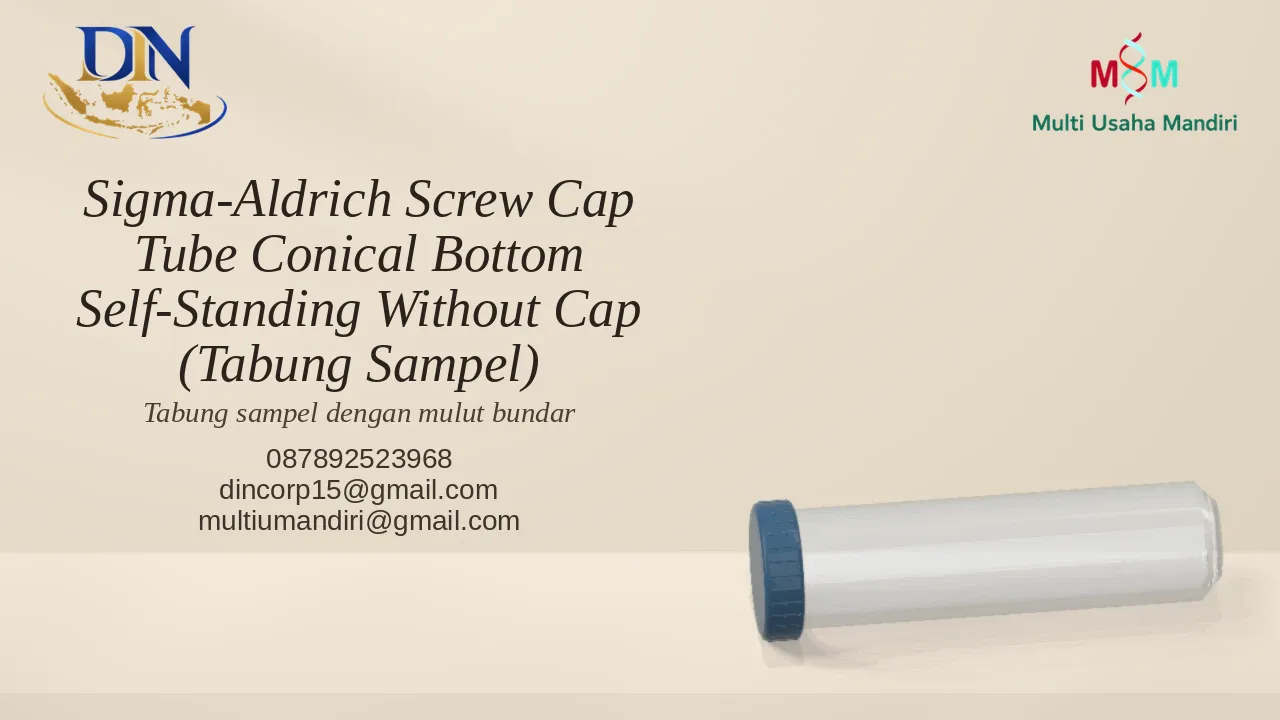 DN
M M
Multi Usaha Mandiri
Sigma-Aldrich Screw Cap
Tube Conical Bottom
Self-Standing Without Cap
(Tabung Sampel)
Tabung sampel dengan mulut bundar
087892523968
dincorp15@gmail.com
multiumandiri@gmail.com